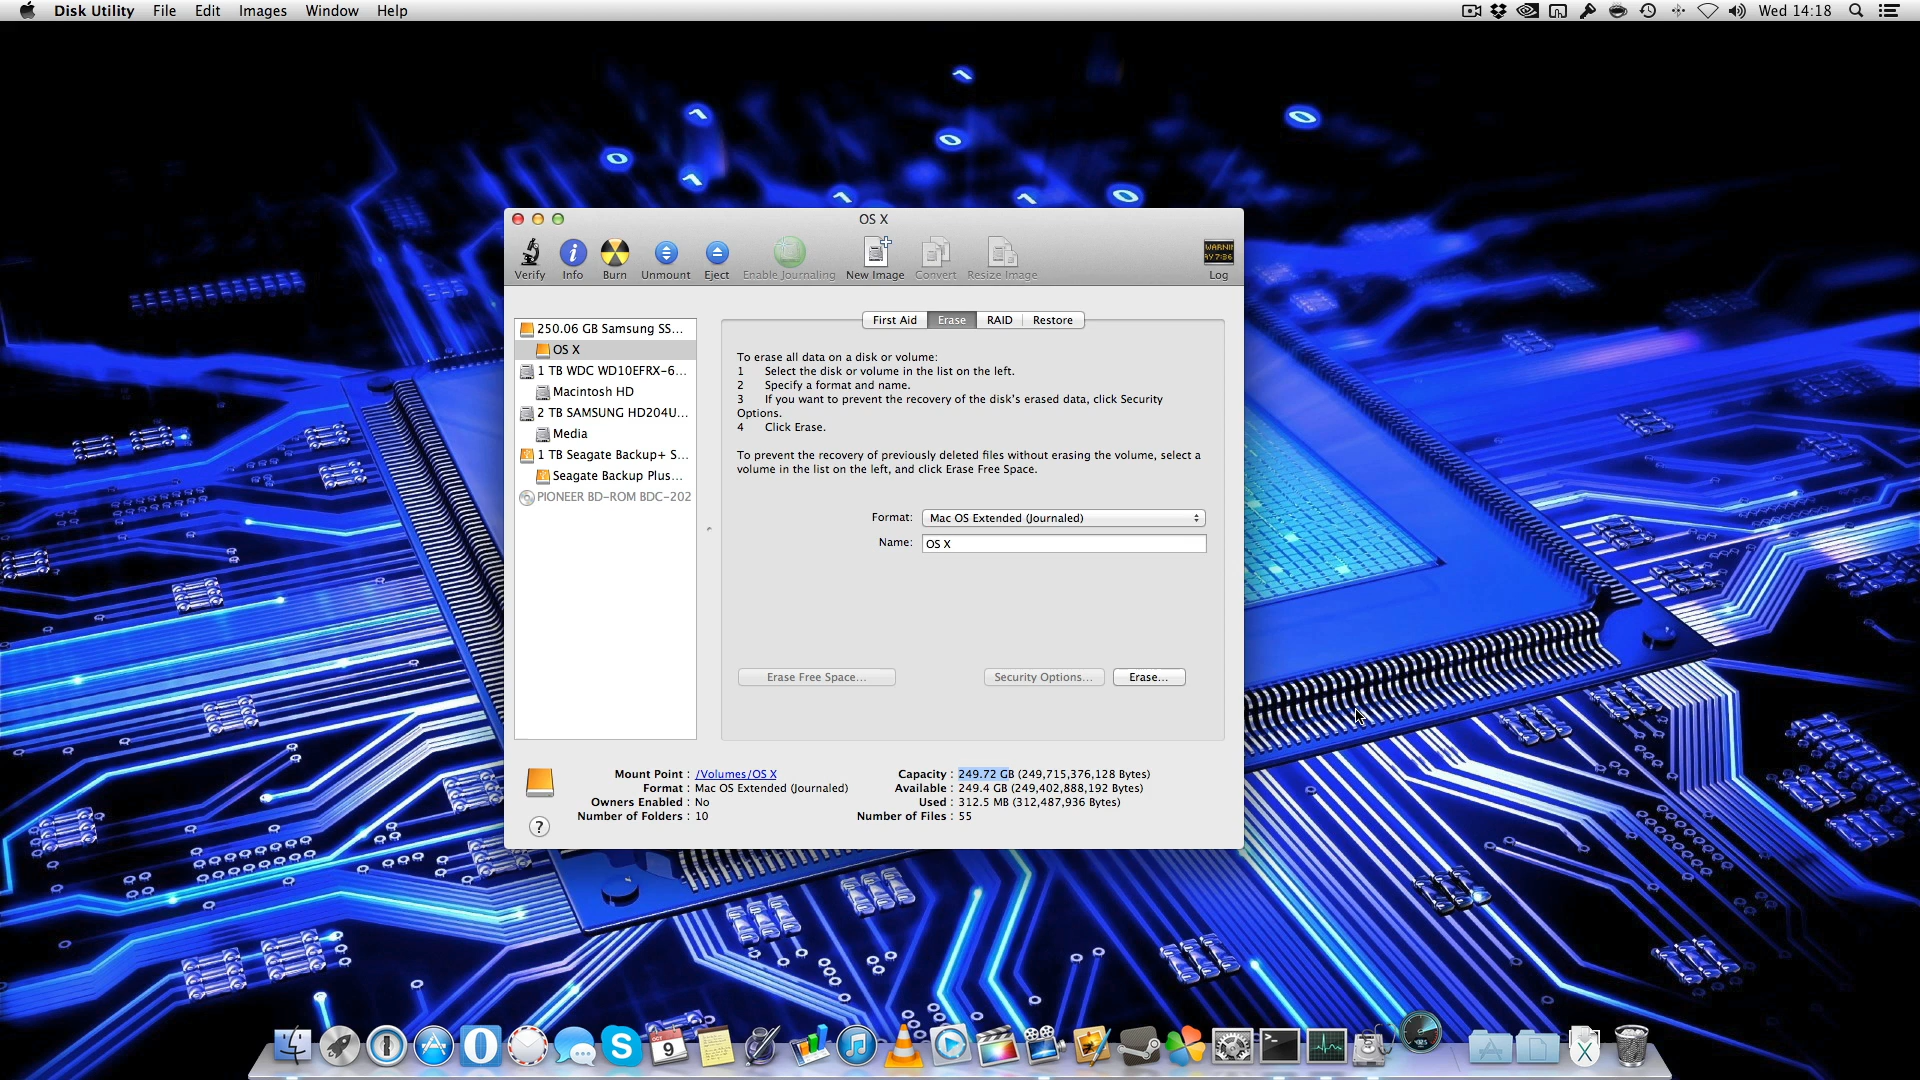 Disk Utility File Edit Images Window Help
Wed 14:18
OS X
WARNIN
AY 7:36
Verify Info Burn Unmount Eject Enable Journaling New Image Convert Resize Image Log
First Aid Erase RAID Restore
250.06 GB Samsung SS...
OS X
1 TB WDC WD10EFRX-6...
Macintosh HD
2 TB SAMSUNG HD204U...
Media
1 TB Seagate Backup+ S...
Seagate Backup Plus...
PIONEER BD-ROM BDC-202
To erase all data on a disk or volume:
1 Select the disk or volume in the list on the left.
2 Specify a format and name.
3 If you want to prevent the recovery of the disk's erased data, click Security
Options.
4 Click Erase.
To prevent the recovery of previously deleted files without erasing the volume, select a
volume in the list on the left, and click Erase Free Space.
Format: Mac OS Extended (Journaled)
Name: OS X
Erase Free Space... Security Options... Erase...
Mount Point : /Volumes/OS X
Format : Mac OS Extended (Journaled)
Owners Enabled : No
Number of Folders : 10
Capacity : 249.72 GB (249,715,376,128 Bytes)
Available : 249.4 GB (249,402,888,192 Bytes)
Used : 312.5 MB (312,487,936 Bytes)
Number of Files : 55
?
OCT
9